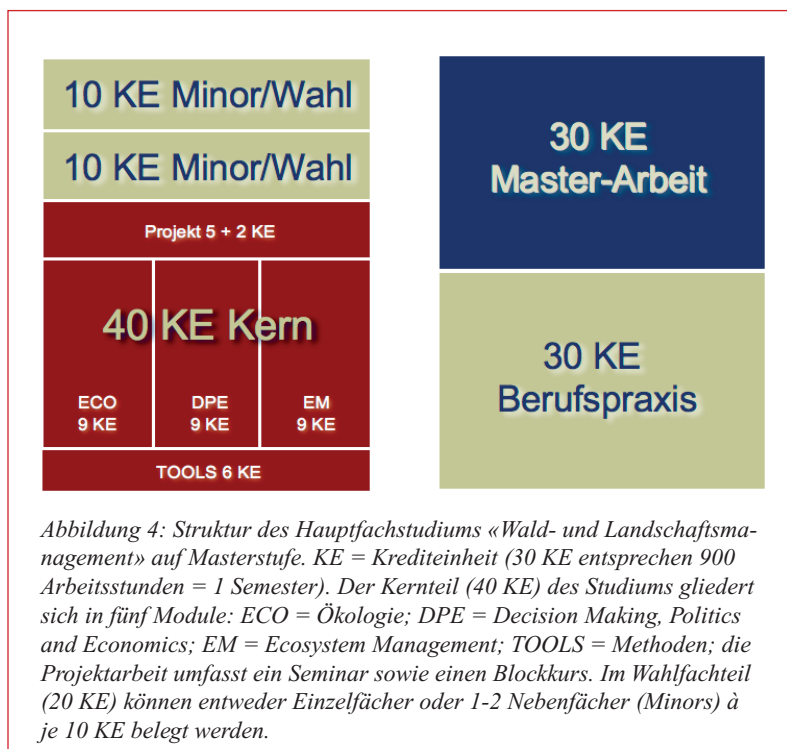 10 KE Minor/Wahl
10 KE Minor/Wahl
Projekt 5 + 2 KE
40 KE Kern
ECO
9 KE
DPE
9 KE
EM
9 KE
TOOLS 6 KE
30 KE
Master-Arbeit
30 KE
Berufspraxis
Abbildung 4: Struktur des Hauptfachstudiums «Wald- und Landschaftsma-
nagement» auf Masterstufe. KE = Krediteinheit (30 KE entsprechen 900
Arbeitsstunden = 1 Semester). Der Kernteil (40 KE) des Studiums gliedert
sich in fünf Module: ECO = Ökologie; DPE = Decision Making, Politics
and Economics; EM = Ecosystem Management; TOOLS = Methoden; die
Projektarbeit umfasst ein Seminar sowie einen Blockkurs. Im Wahlfachteil
(20 KE) können entweder Einzelfächer oder 1-2 Nebenfächer (Minors) à
je 10 KE belegt werden.